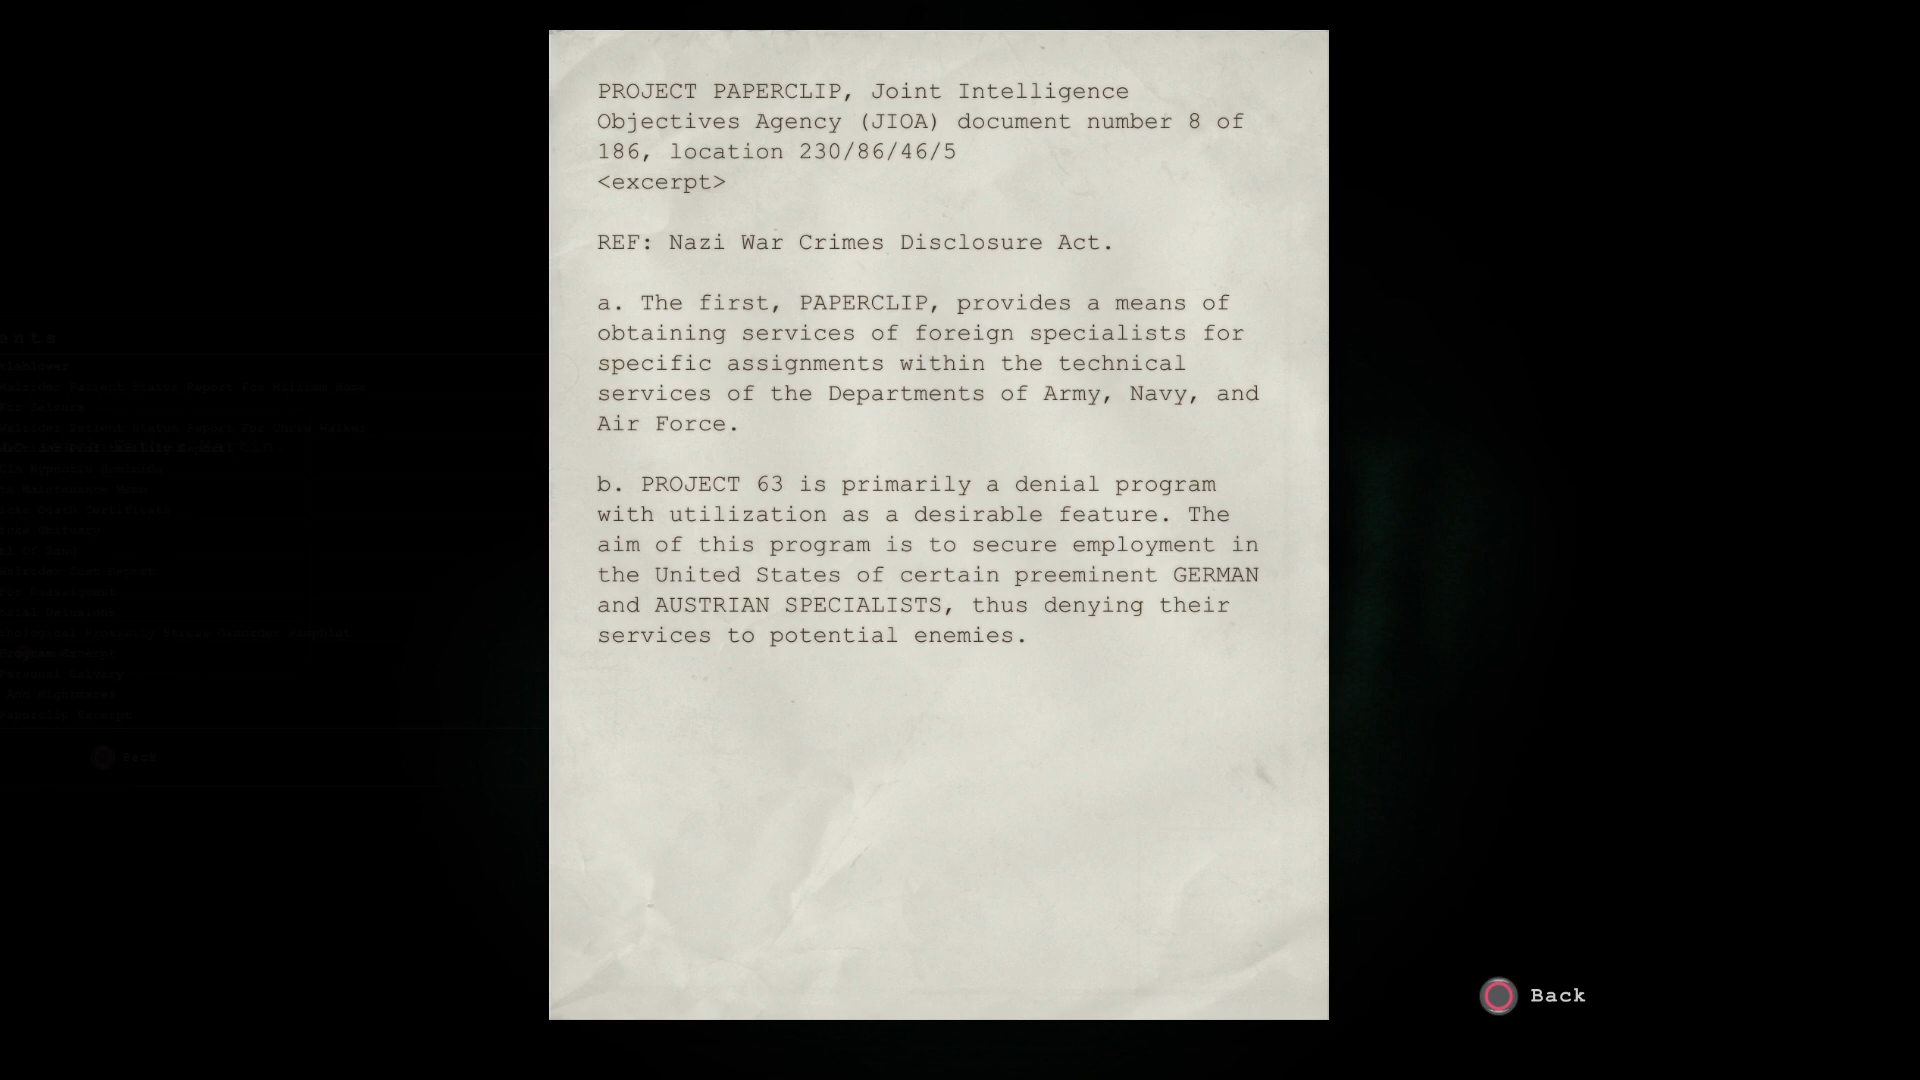 PROJECT PAPERCLIP, Joint Intelligence
Objectives Agency (JIOA) document number 8 of
186, location 230/86/46/5
<excerpt>
REF: Nazi War Crimes Disclosure Act.
a. The first, PAPERCLIP, provides a means of
obtaining services of foreign specialists for
specific assignments within the technical
services of the Departments of Army, Navy, and
Air Force.
b. PROJECT 63 is primarily a denial program
with utilization as a desirable feature. The
aim of this program is to secure employment in
the United States of certain preeminent GERMAN
and AUSTRIAN SPECIALISTS, thus denying their
services to potential enemies.
Back
Back